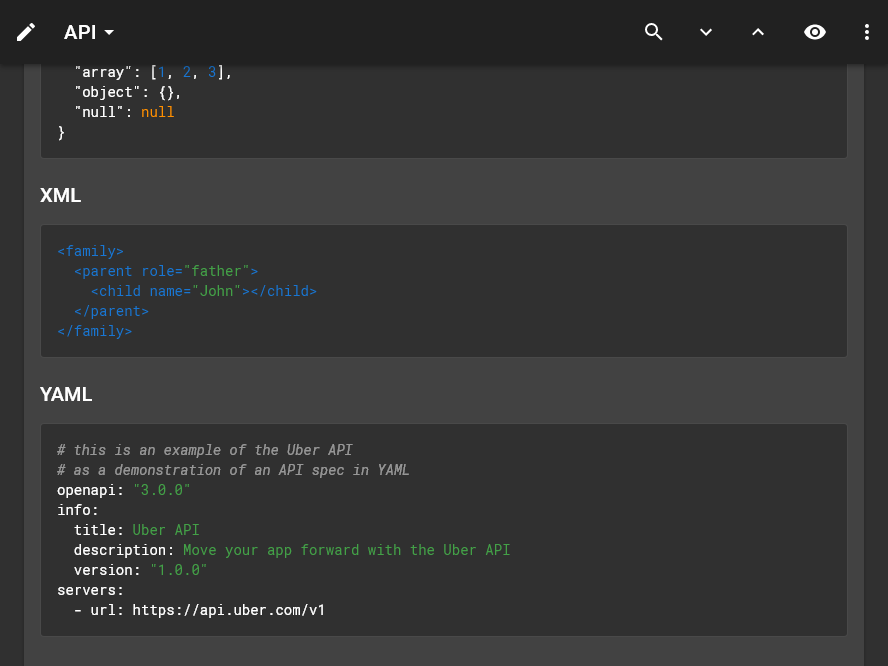 API
"array": [1, 2, 3],
"object": {},
"null": null
}
XML
<family>
<parent role="father">
<child name="John"></child>
</parent>
</family>
YAML
# this is an example of the Uber API
# as a demonstration of an API spec in YAML
openapi: "3.0.0"
info:
title: Uber API
description: Move your app forward with the Uber API
version: "1.0.0"
servers:
- url: https://api.uber.com/v1